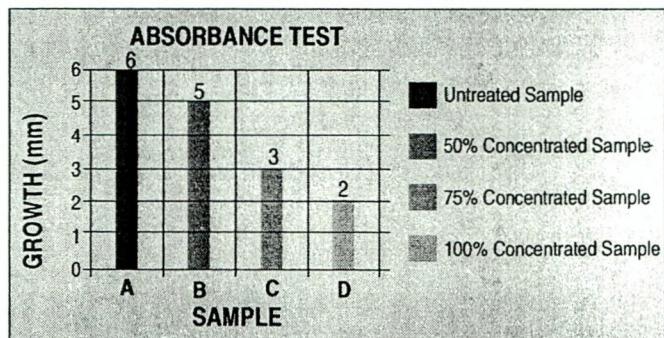 ABSORBANCE TEST
6
5
3
2
6
5
4
3
2
1
0
GROWTH (mm)
A B C D
SAMPLE
Untreated Sample
50% Concentrated Sample
75% Concentrated Sample
100% Concentrated Sample